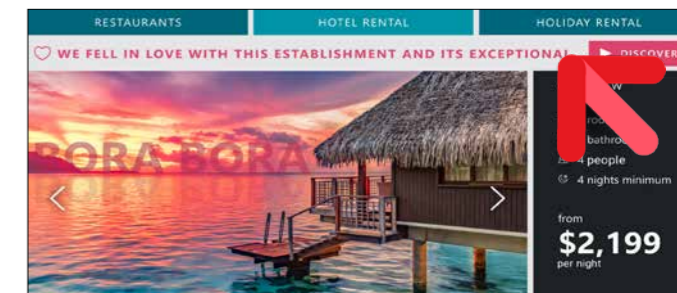 RESTAURANTS
HOTEL RENTAL
HOLIDAY RENTAL
WE FELL IN LOVE WITH THIS ESTABLISHMENT AND ITS EXCEPTIONAL
DISCOVER
BORA BORA
4 people
4 nights minimum
from
$2,199
per night